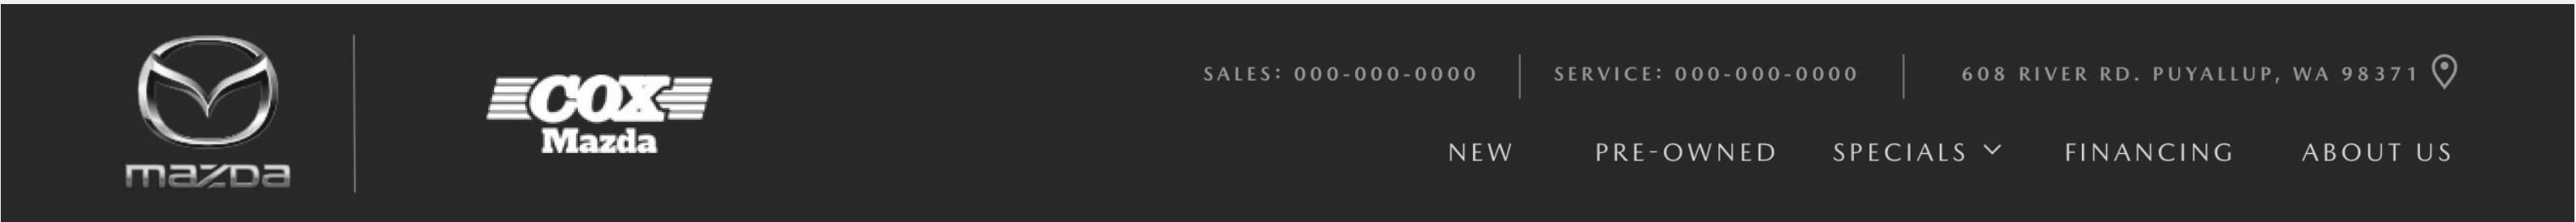 mazda
COX
Mazda
SALES: 000-000-0000
SERVICE: 000-000-0000
608 RIVER RD. PUYALLUP, WA 98371
NEW
PRE-OWNED
SPECIALS
FINANCING
ABOUT US